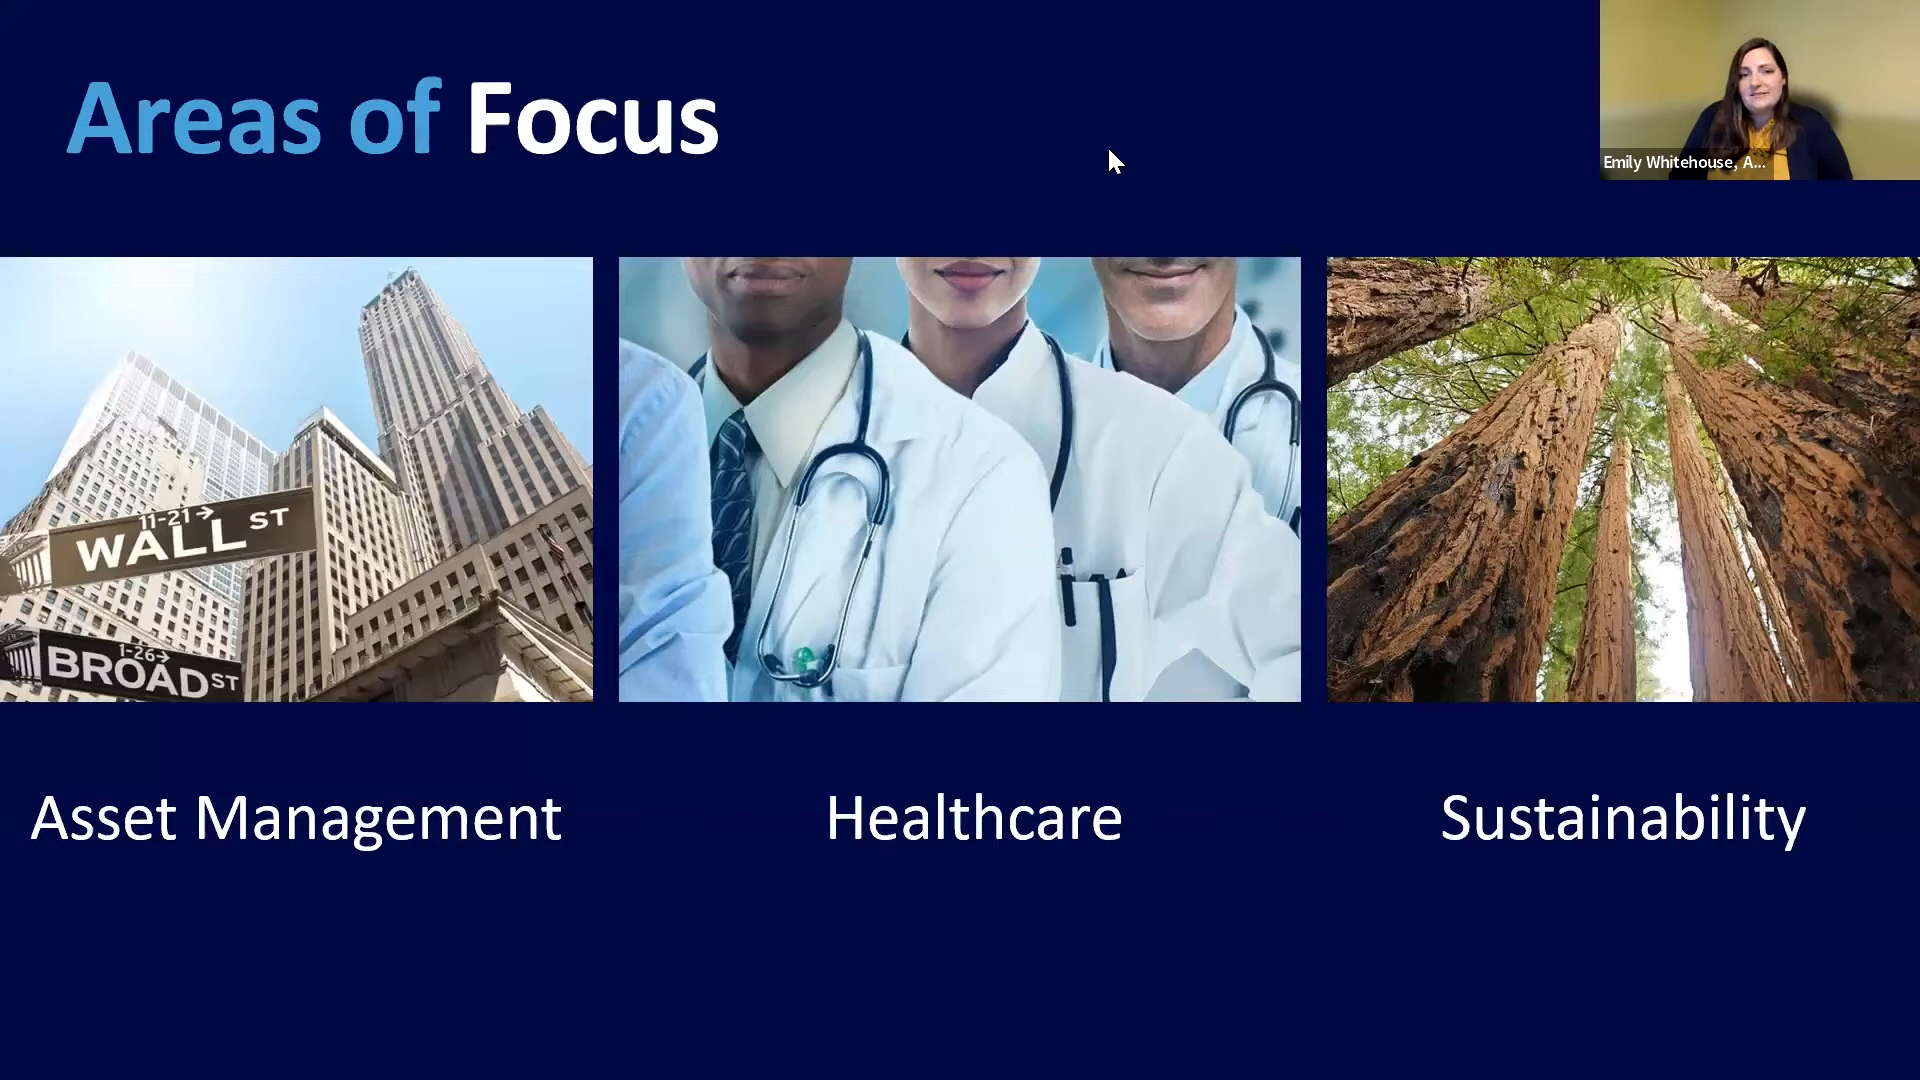 Areas of Focus
Emily Whitehouse, A...
11-21→
WALL ST
1-26→
BROAD ST
Asset Management
Healthcare
Sustainability